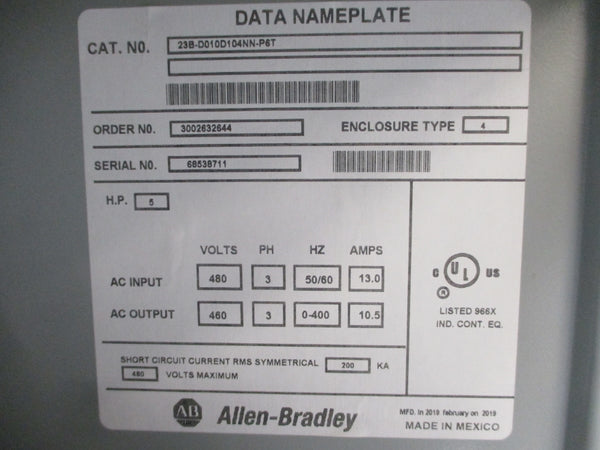 DATA NAMEPLATE
CAT. NO. 23B-D010D104NN-P6T
ORDER NO. 3002632644 ENCLOSURE TYPE 4
SERIAL NO. 68538711
H.P. 5
VOLTS PH HZ AMPS
AC INPUT 480 3 50/60 13.0
AC OUTPUT 460 3 0-400 10.5
C UL US
®
LISTED 966X
IND. CONT. EQ.
SHORT CIRCUIT CURRENT RMS SYMMETRICAL 200 KA
480 VOLTS MAXIMUM
AB Allen-Bradley
MFD. in 2019 february on 2019
MADE IN MEXICO